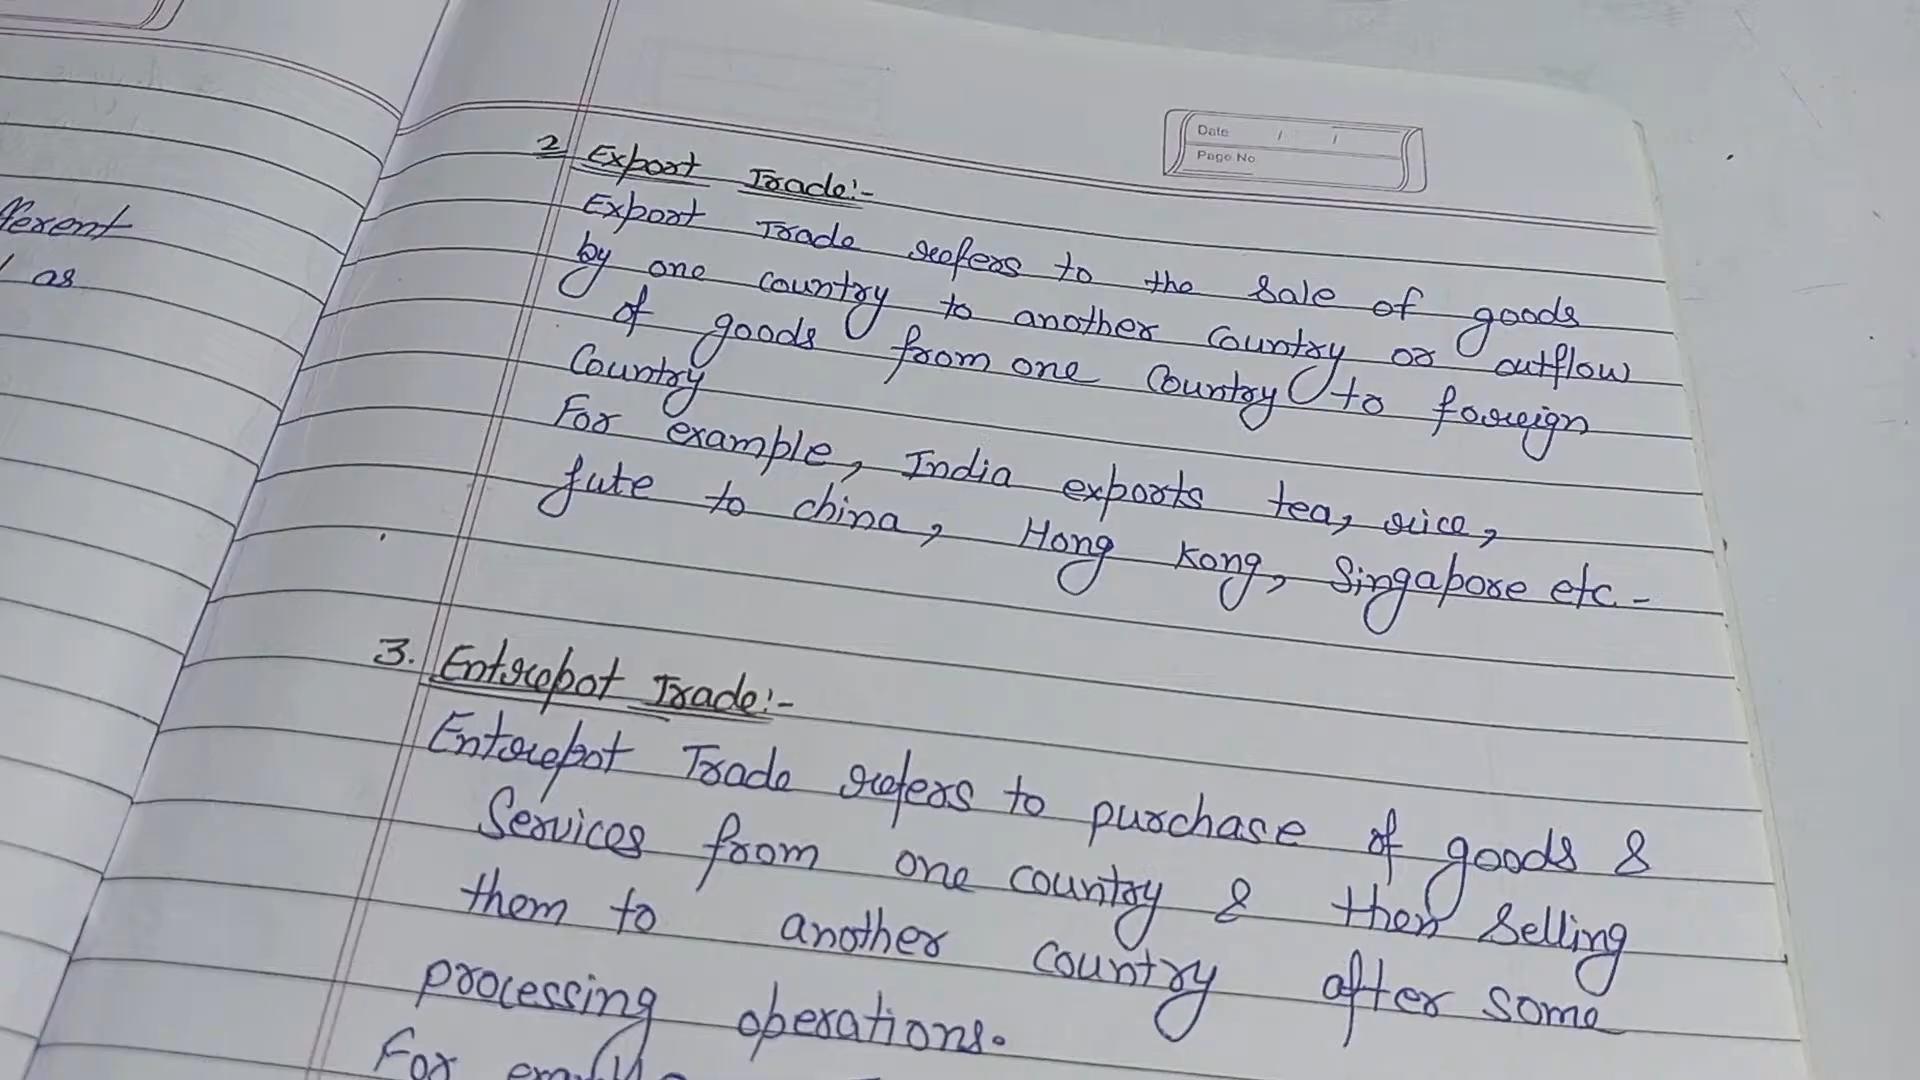 fferent
as
Date / /
Page No
2 Export Trade:-
Export Trade refers to the sale of goods
by one country to another country or outflow
of goods from one country to foreign
Country
For example, India exports tea, rice,
jute to china, Hong Kong, Singapore etc-
3. Entrepot Trade:-
Entrepot Trade refers to purchase of goods &
Services from one country & then selling
them to another country after some
processing operations.
For